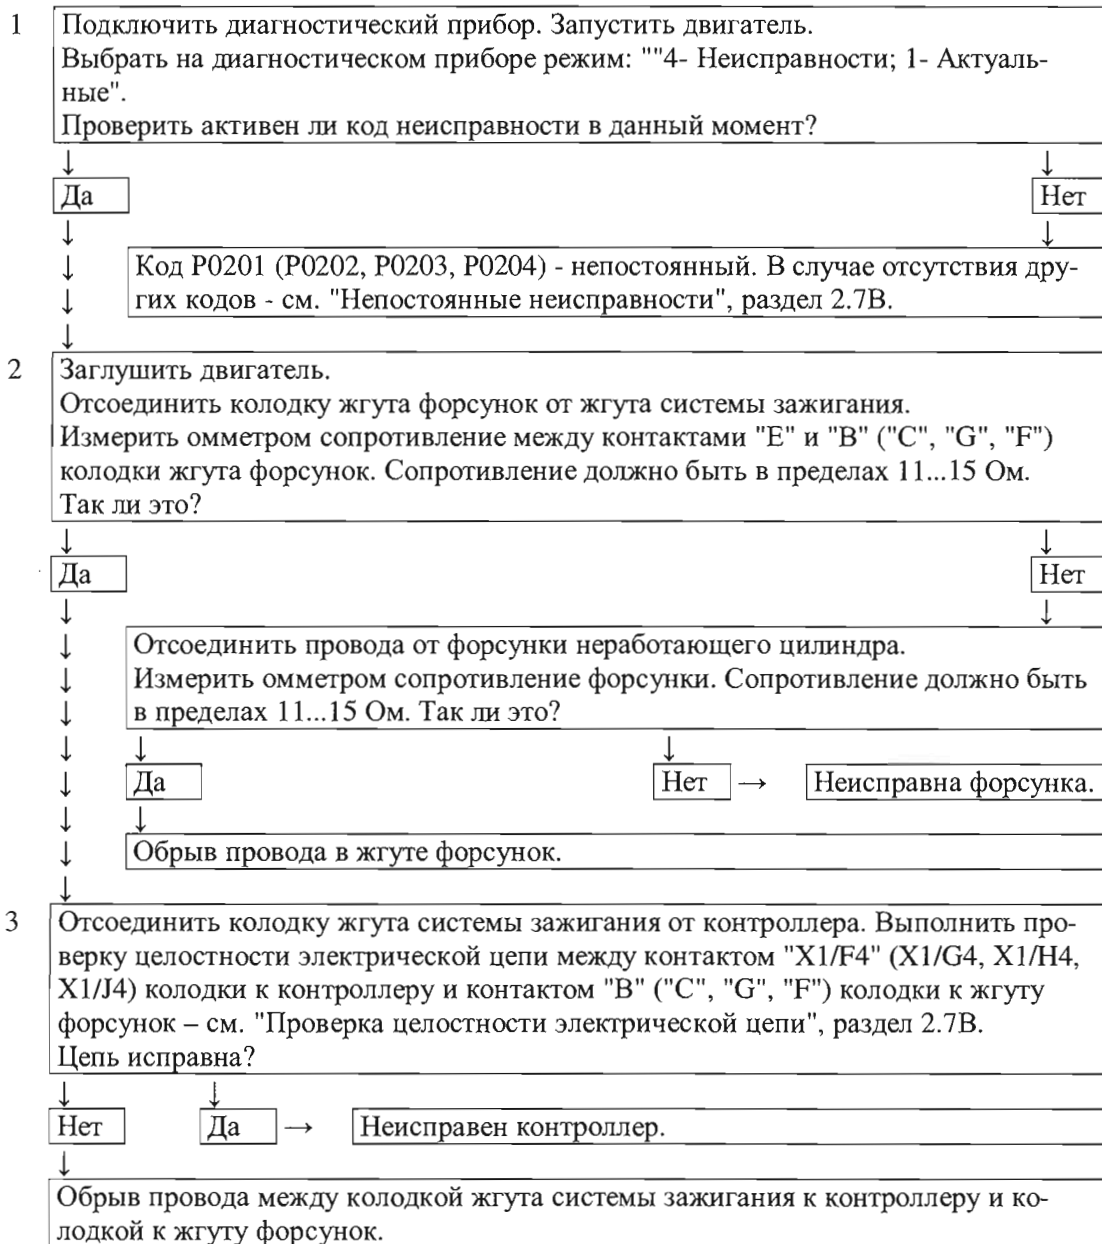 1 Подключить диагностический прибор. Запустить двигатель.
Выбрать на диагностическом приборе режим: ""4- Неисправности; 1- Актуаль-
ные".
Проверить активен ли код неисправности в данный момент?
↓ ↓
Да Нет
↓ ↓
↓ Код Р0201 (Р0202, Р0203, Р0204) - непостоянный. В случае отсутствия дру-
↓ гих кодов - см. "Непостоянные неисправности", раздел 2.7В.
↓
2 Заглушить двигатель.
Отсоединить колодку жгута форсунок от жгута системы зажигания.
Измерить омметром сопротивление между контактами "Е" и "В" ("С", "G", "F")
колодки жгута форсунок. Сопротивление должно быть в пределах 11...15 Ом.
Так ли это?
↓ ↓
Да Нет
↓ ↓
↓ Отсоединить провода от форсунки неработающего цилиндра.
↓ Измерить омметром сопротивление форсунки. Сопротивление должно быть
↓ в пределах 11...15 Ом. Так ли это?
↓ ↓ ↓
↓ Да Нет → Неисправна форсунка.
↓ ↓
↓ Обрыв провода в жгуте форсунок.
↓
3 Отсоединить колодку жгута системы зажигания от контроллера. Выполнить про-
верку целостности электрической цепи между контактом "X1/F4" (X1/G4, X1/H4,
X1/J4) колодки к контроллеру и контактом "В" ("С", "G", "F") колодки к жгуту
форсунок – см. "Проверка целостности электрической цепи", раздел 2.7В.
Цепь исправна?
↓ ↓
Нет Да → Неисправен контроллер.
↓
Обрыв провода между колодкой жгута системы зажигания к контроллеру и ко-
лодкой к жгуту форсунок.